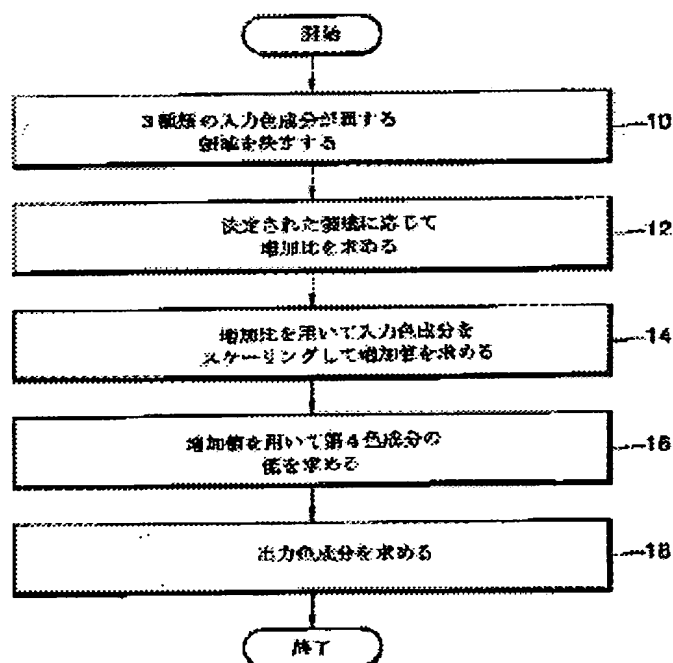 開始
3種類の入力色成分が属する
領域を決定する
10
決定された領域に応じて
増加比を求める
12
増加比を用いて入力色成分を
スケーリングして増加値を求める
14
増加値を用いて第4色成分の
値を求める
16
出力色成分を求める
18
終了